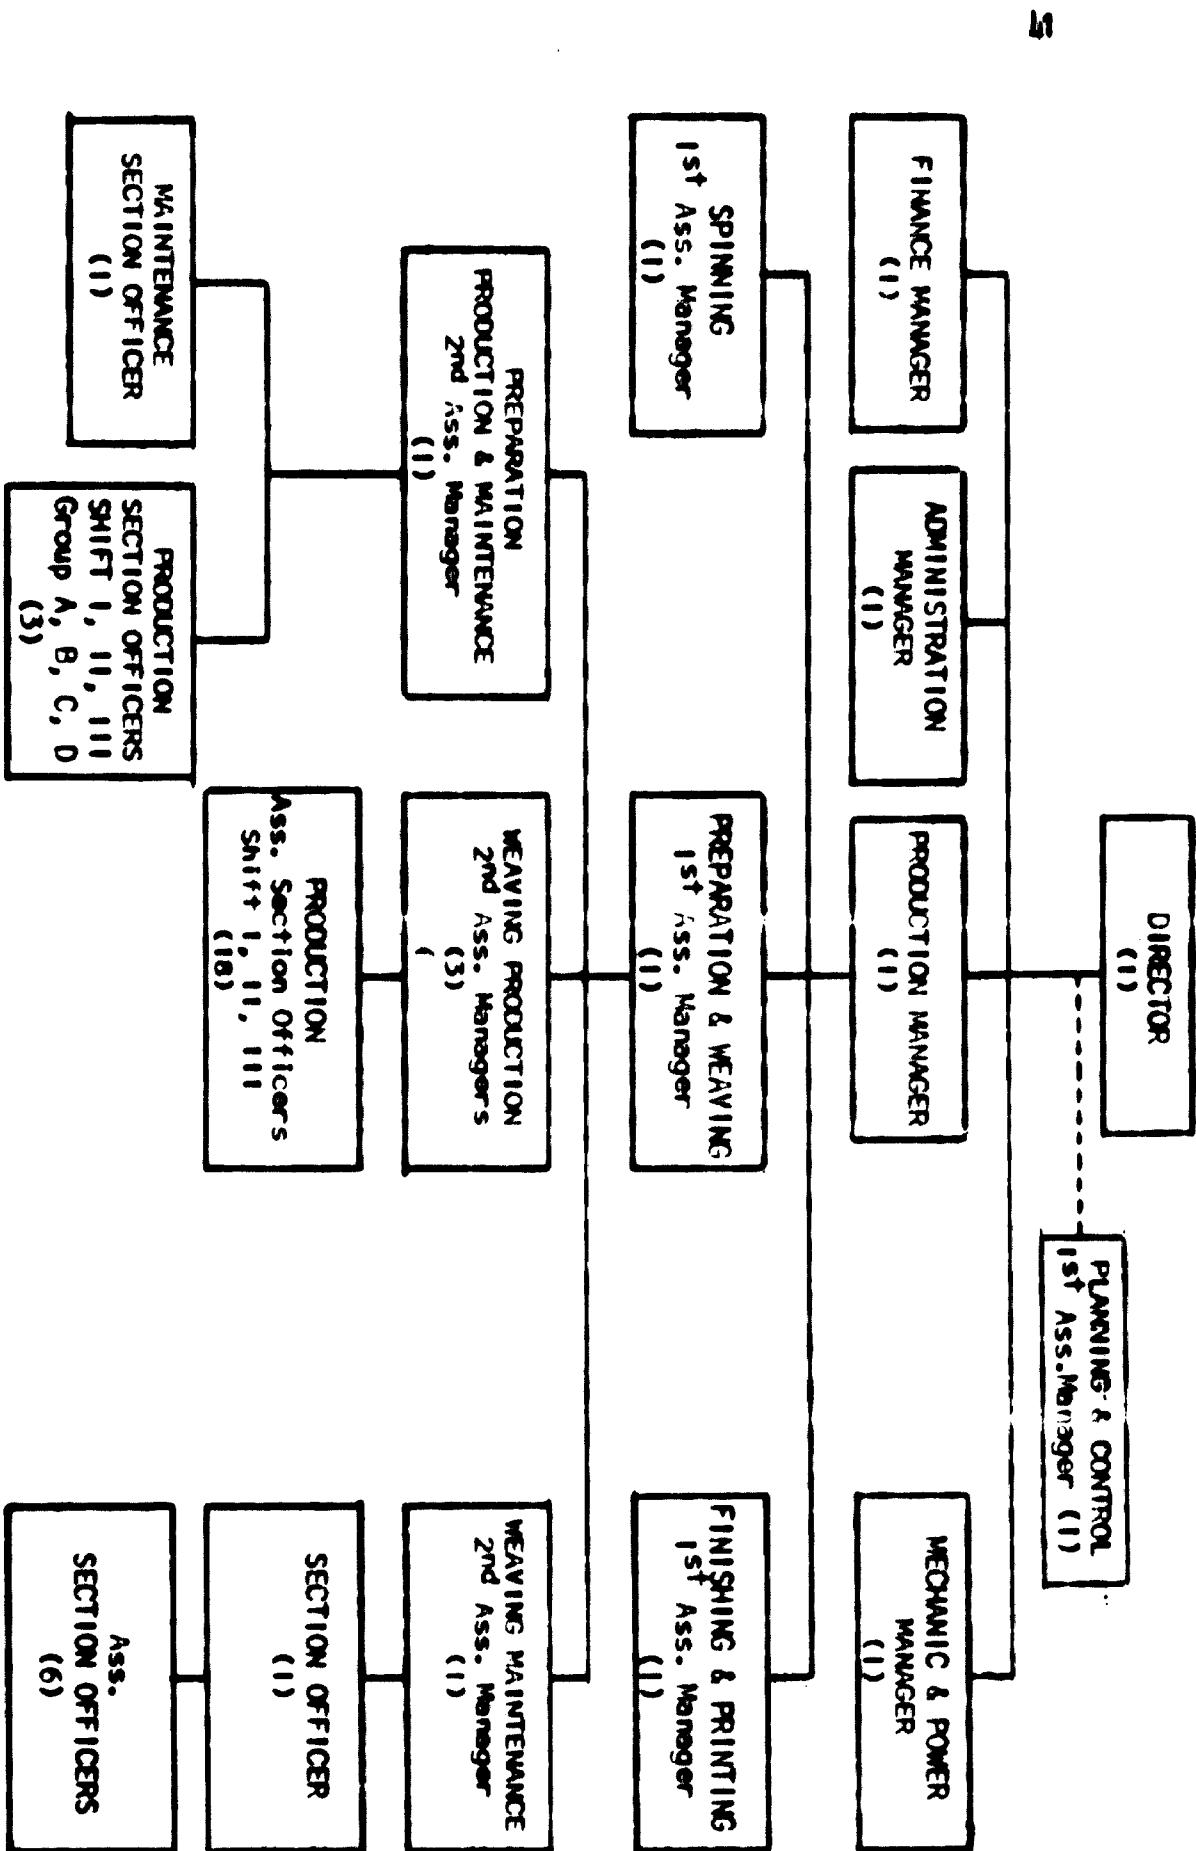 41
DIRECTOR
(1)
PLANNING & CONTROL
1st Ass.Manager (1)
FINANCE MANAGER
(1)
ADMINISTRATION
MANAGER
(1)
PRODUCTION MANAGER
(1)
MECHANIC & POWER
MANAGER
(1)
SPINNING
1st Ass. Manager
(1)
PREPARATION & WEAVING
1st Ass. Manager
(1)
FINISHING & PRINTING
1st Ass. Manager
(1)
PREPARATION
PRODUCTION & MAINTENANCE
2nd Ass. Manager
(1)
WEAVING PRODUCTION
2nd Ass. Managers
(3)
(
WEAVING MAINTENANCE
2nd Ass. Manager
(1)
MAINTENANCE
SECTION OFFICER
(1)
PRODUCTION
SECTION OFFICERS
SHIFT I, II, III
Group A, B, C, D
(3)
PRODUCTION
Ass. Section Officers
Shift I, II, III
(18)
SECTION OFFICER
(1)
Ass.
SECTION OFFICERS
(6)